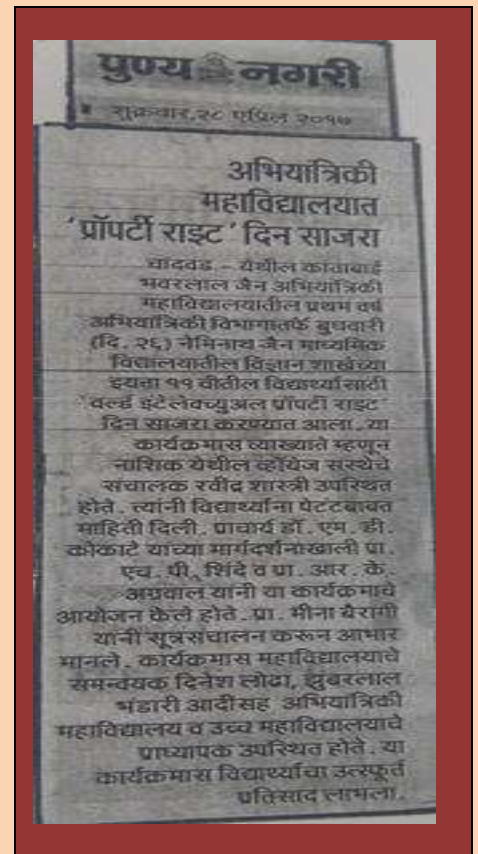 पुण्य नगरी
शुक्रवार,२८ एप्रिल २०१७
अभियांत्रिकी
महाविद्यालयात
'प्रॉपर्टी राइट' दिन साजरा
चांदवड - येथील कांताबाई
भवरलाल जैन अभियांत्रिकी
महाविद्यालयातील प्रथम वर्ष
अभियांत्रिकी विभागातर्फे बुधवारी
(दि. २६) नेमिनाथ जैन माध्यमिक
विद्यालयातील विज्ञान शाखेच्या
इयत्ता ११ वीतील विद्यार्थ्यांसाठी
'वर्ल्ड इंटेलेक्च्युअल प्रॉपर्टी राइट'
दिन साजरा करण्यात आला. या
कार्यक्रमास व्याख्याते म्हणून
नाशिक येथील व्हॉयेज संस्थेचे
संचालक रवींद्र शास्त्री उपस्थित
होते. त्यांनी विद्यार्थ्यांना पेटंटबाबत
माहिती दिली. प्राचार्य डॉ. एम. डी.
कोकाटे यांच्या मार्गदर्शनाखाली प्रा.
एच. पी. शिंदे व प्रा. आर. के.
अग्रवाल यांनी या कार्यक्रमाचे
आयोजन केले होते. प्रा. मीना बैरागी
यांनी सूत्रसंचालन करून आभार
मानले. कार्यक्रमास महाविद्यालयाचे
समन्वयक दिनेश लोढा, झुंबरलाल
भंडारी आदींसह अभियांत्रिकी
महाविद्यालय व उच्च महाविद्यालयाचे
प्राध्यापक उपस्थित होते. या
कार्यक्रमास विद्यार्थ्यांचा उत्स्फूर्त
प्रतिसाद लाभला.